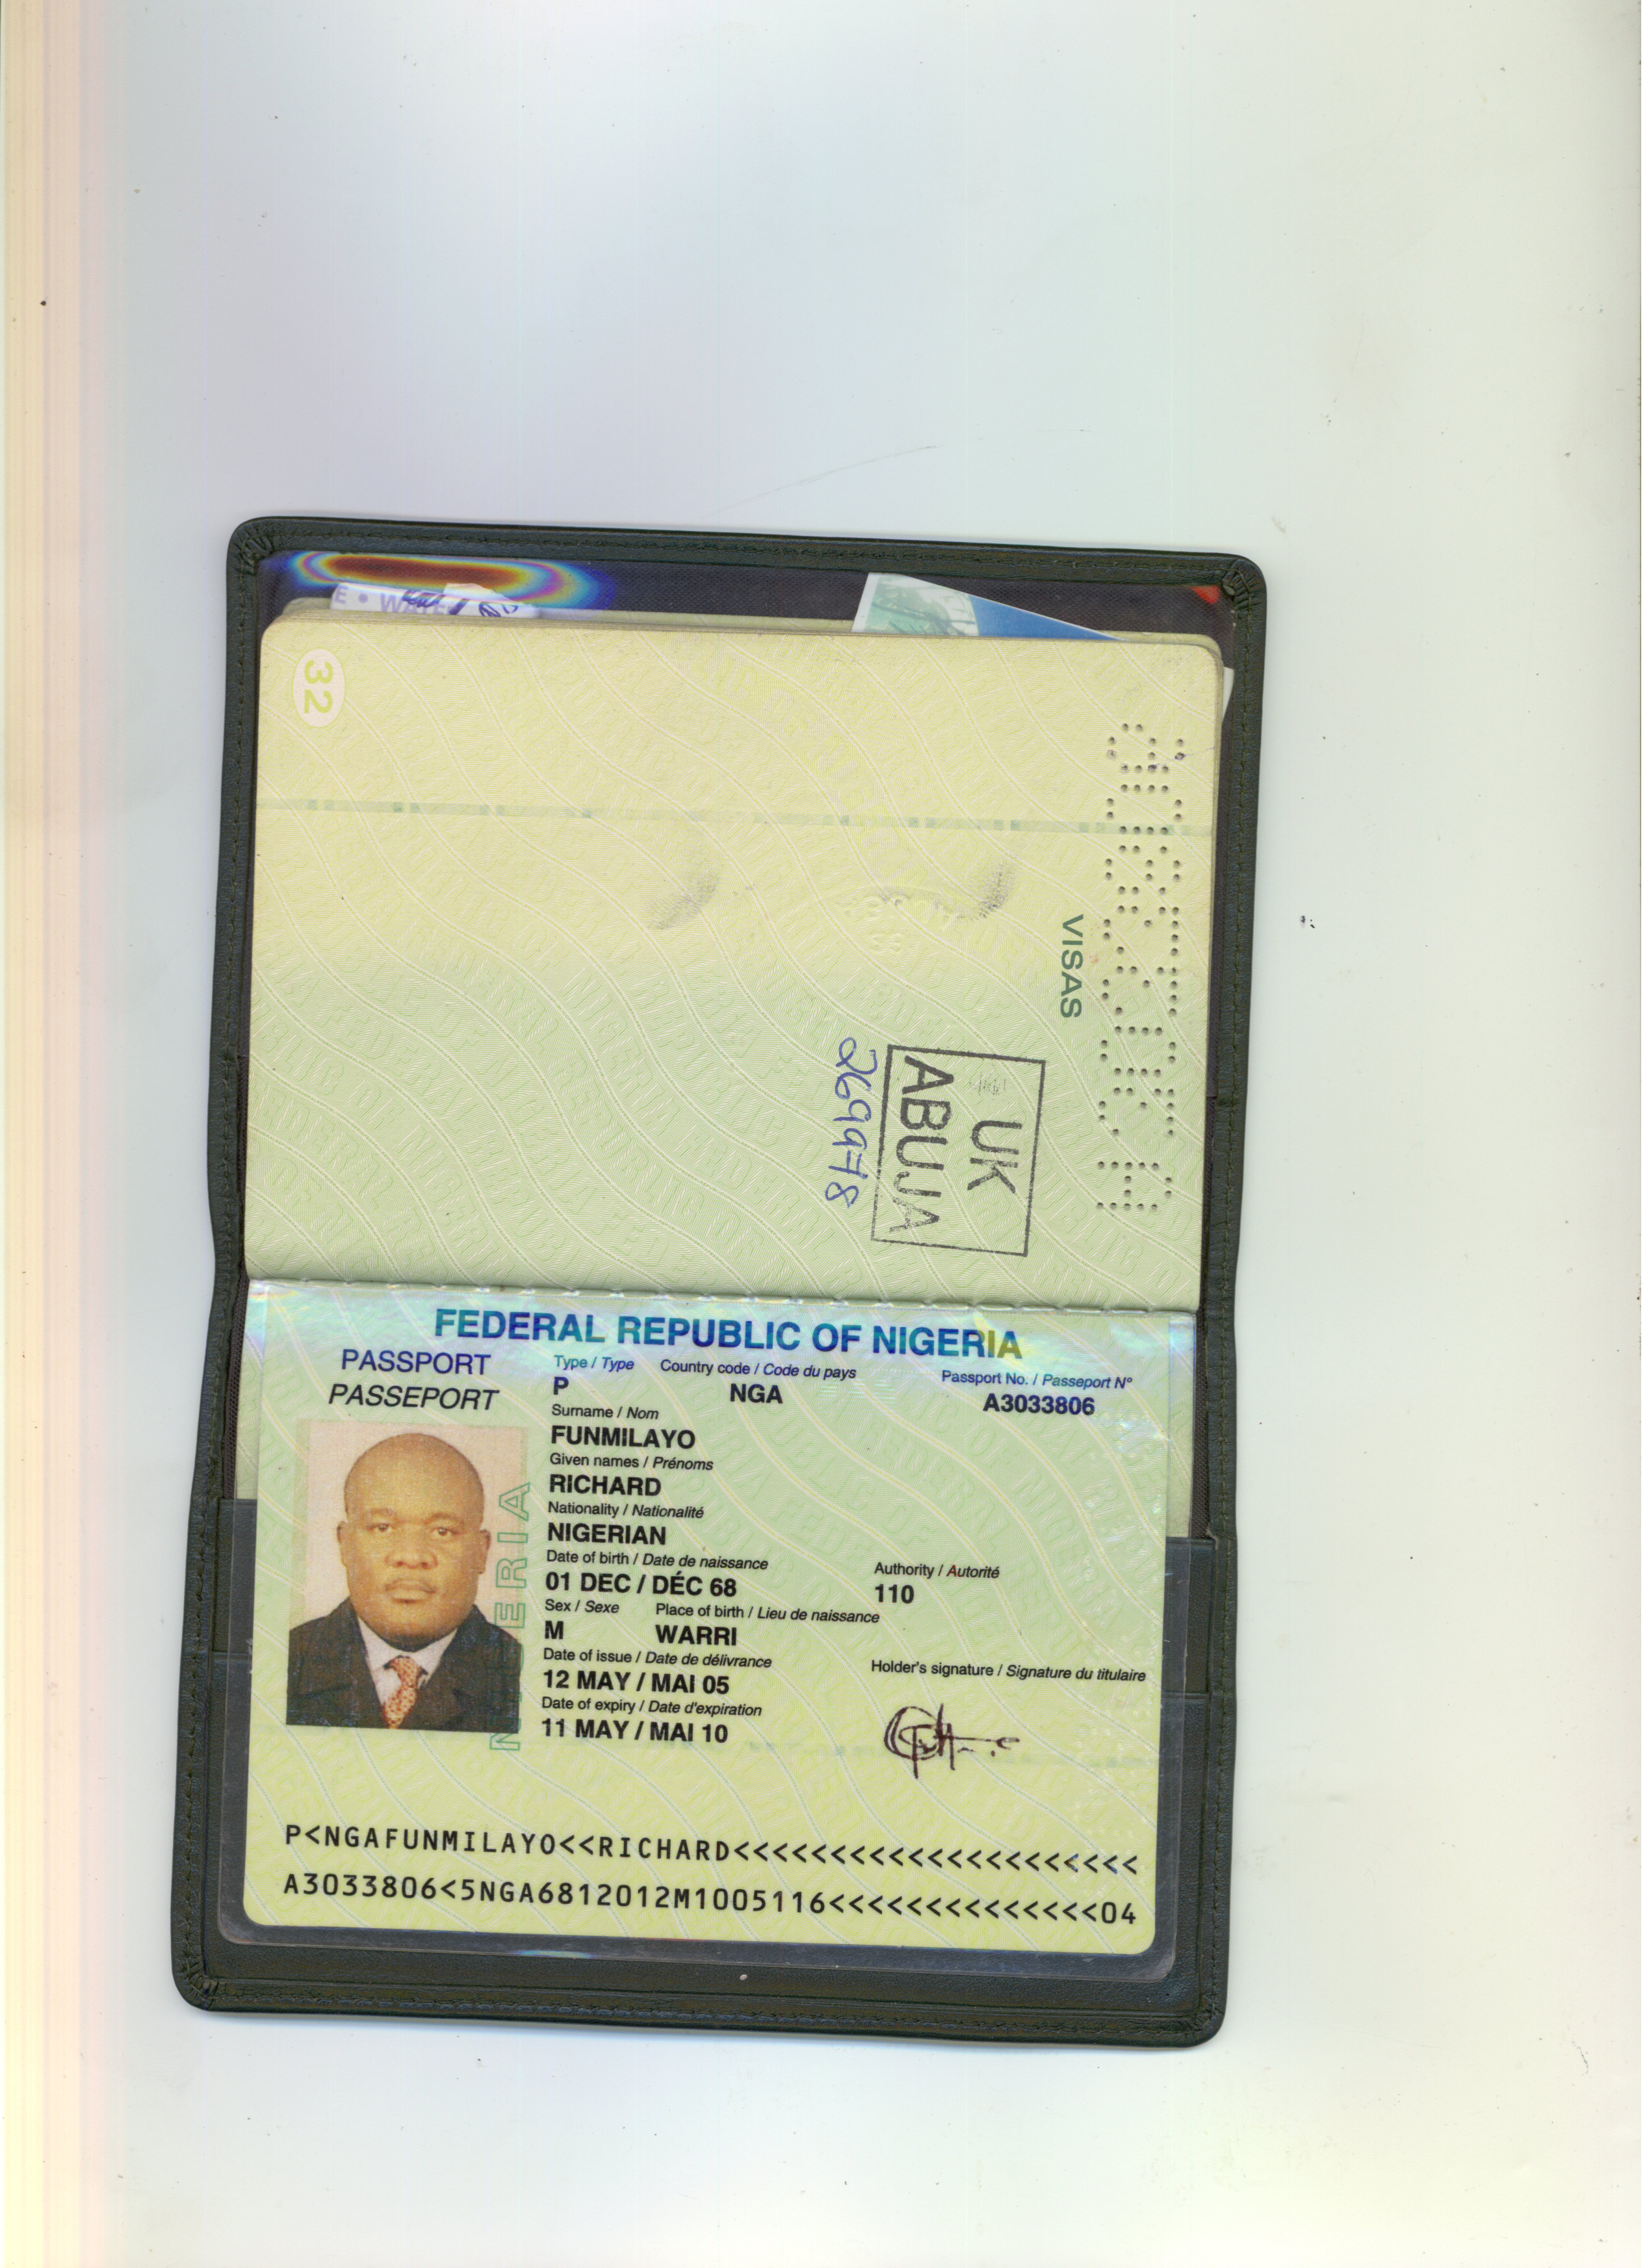 32
VISAS
UK
ABUJA
269978
FEDERAL REPUBLIC OF NIGERIA
PASSPORT
PASSEPORT
Type / Type Country code / Code du pays Passport No. / Passeport N°
P NGA A3033806
Surname / Nom
FUNMILAYO
Given names / Prénoms
RICHARD
Nationality / Nationalité
NIGERIAN
Date of birth / Date de naissance Authority / Autorité
01 DEC / DÉC 68 110
Sex / Sexe Place of birth / Lieu de naissance
M WARRI
Date of issue / Date de délivrance Holder's signature / Signature du titulaire
12 MAY / MAI 05
Date of expiry / Date d'expiration
11 MAY / MAI 10
P<NGAFUNMILAYO<<RICHARD<<<<<<<<<<<<<<<<<<<<<
A3033806<5NGA6812012M1005116<<<<<<<<<<<<<<04